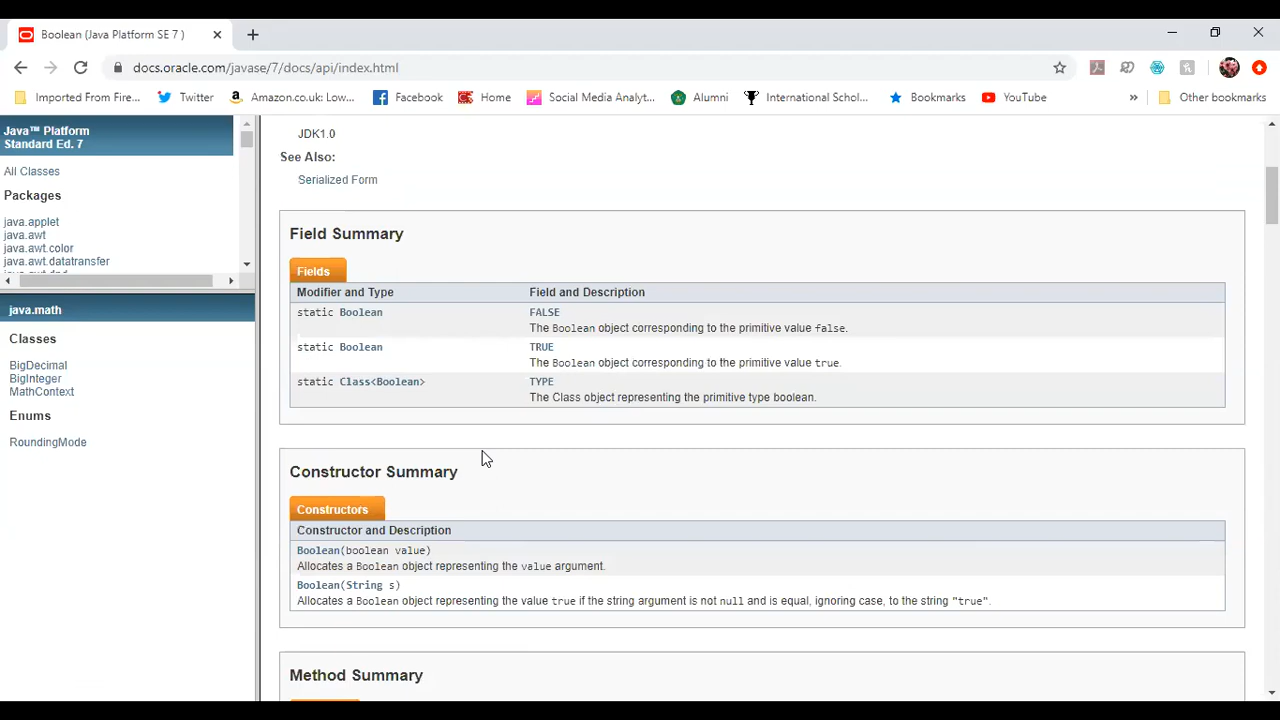 Boolean (Java Platform SE 7 )
docs.oracle.com/javase/7/docs/api/index.html
Imported From Fire... Twitter Amazon.co.uk: Low... Facebook Home Social Media Analyt... Alumni International Schol... Bookmarks YouTube » Other bookmarks
Java™ Platform
Standard Ed. 7
All Classes
Packages
java.applet
java.awt
java.awt.color
java.awt.datatransfer
java.math
Classes
BigDecimal
BigInteger
MathContext
Enums
RoundingMode
JDK1.0
See Also:
Serialized Form
Field Summary
Fields
Modifier and Type Field and Description
static Boolean FALSE
The Boolean object corresponding to the primitive value false.
static Boolean TRUE
The Boolean object corresponding to the primitive value true.
static Class<Boolean> TYPE
The Class object representing the primitive type boolean.
Constructor Summary
Constructors
Constructor and Description
Boolean(boolean value)
Allocates a Boolean object representing the value argument.
Boolean(String s)
Allocates a Boolean object representing the value true if the string argument is not null and is equal, ignoring case, to the string "true".
Method Summary